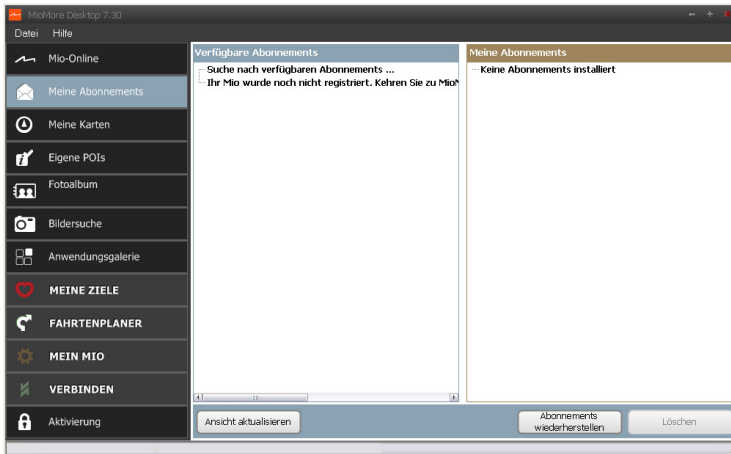 MioMore Desktop 7.30
Datei Hilfe
Mio-Online
Meine Abonnements
Meine Karten
Eigene POIs
Fotoalbum
Bildersuche
Anwendungsgalerie
MEINE ZIELE
FAHRTENPLANER
MEIN MIO
VERBINDEN
Aktivierung
Verfügbare Abonnements
Suche nach verfügbaren Abonnements ...
Ihr Mio wurde noch nicht registriert. Kehren Sie zu MioM
Ansicht aktualisieren
Meine Abonnements
Keine Abonnements installiert
Abonnements
wiederherstellen
Löschen